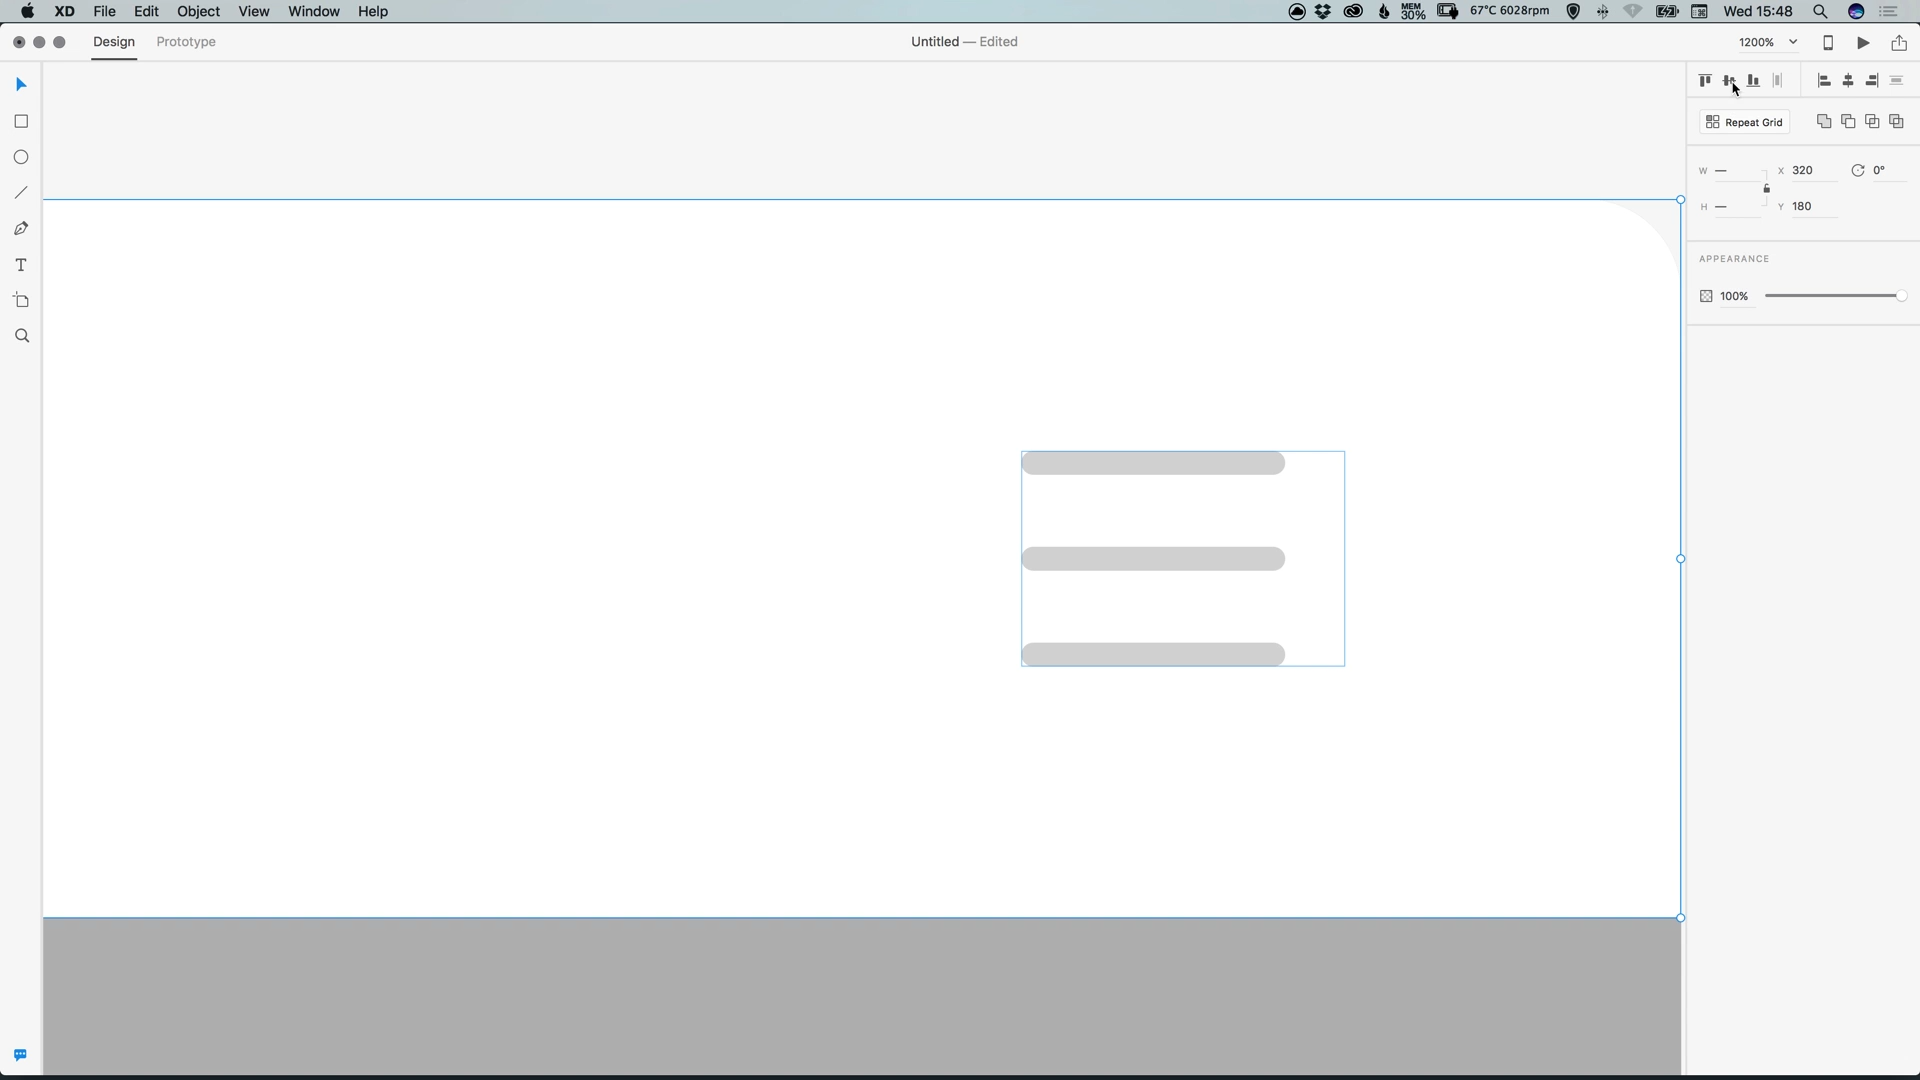 XD File Edit Object View Window Help MEM 30% 67°C 6028rpm Wed 15:48
Design Prototype Untitled — Edited 1200%
Repeat Grid
W — X 320 0°
H — Y 180
APPEARANCE
100%